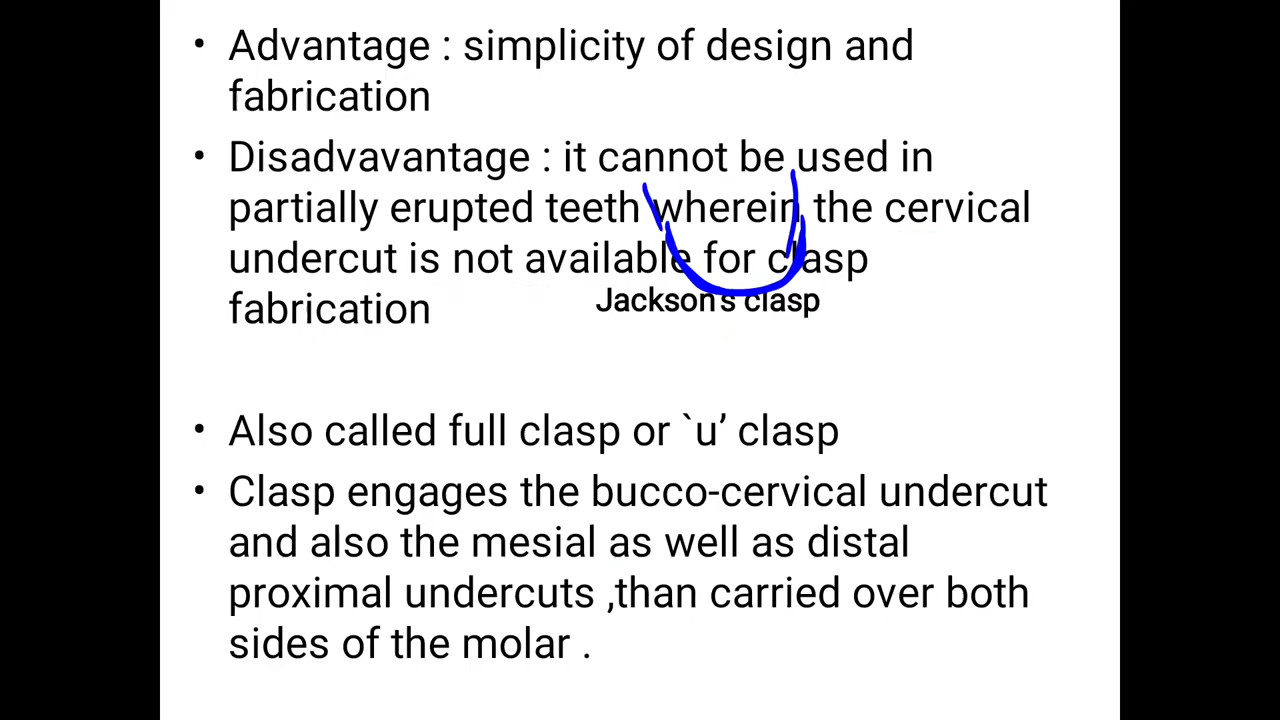 • Advantage : simplicity of design and
fabrication
• Disadvavantage : it cannot be used in
partially erupted teeth wherein the cervical
undercut is not available for clasp
fabrication
Jackson's clasp
• Also called full clasp or `u’ clasp
• Clasp engages the bucco-cervical undercut
and also the mesial as well as distal
proximal undercuts ,than carried over both
sides of the molar .